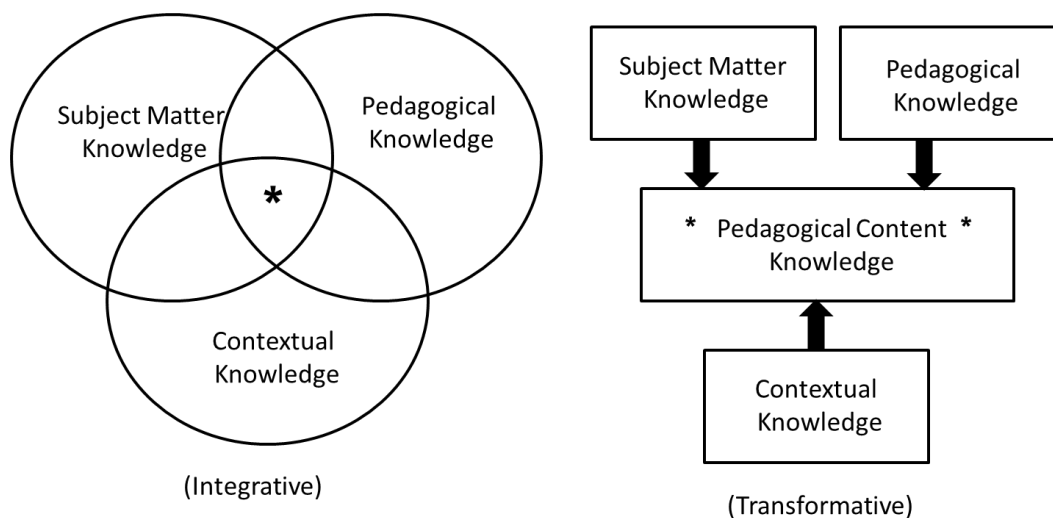 Subject Matter
Knowledge
Pedagogical
Knowledge
*
Contextual
Knowledge
(Integrative)
Subject Matter
Knowledge
Pedagogical
Knowledge
* Pedagogical Content *
Knowledge
Contextual
Knowledge
(Transformative)